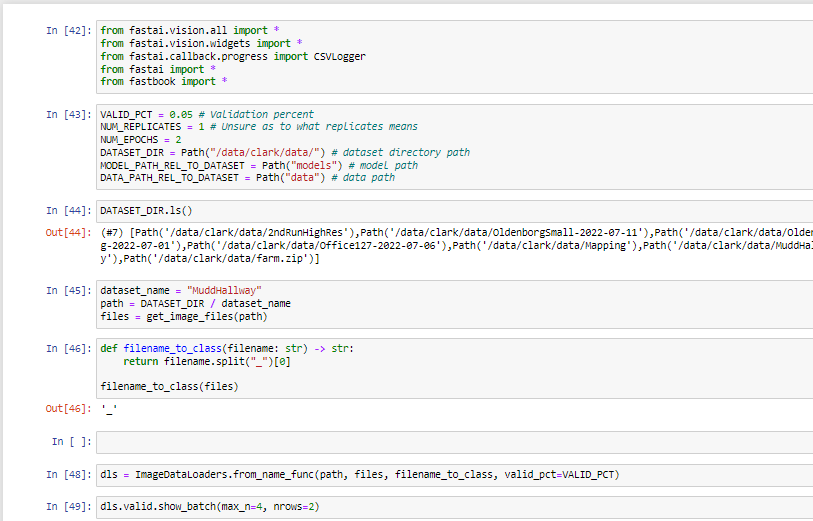 In [42]: from fastai.vision.all import *
from fastai.vision.widgets import *
from fastai.callback.progress import CSVLogger
from fastai import *
from fastbook import *
In [43]: VALID_PCT = 0.05 # Validation percent
NUM_REPLICATES = 1 # Unsure as to what replicates means
NUM_EPOCHS = 2
DATASET_DIR = Path("/data/clark/data/") # dataset directory path
MODEL_PATH_REL_TO_DATASET = Path("models") # model path
DATA_PATH_REL_TO_DATASET = Path("data") # data path
In [44]: DATASET_DIR.ls()
Out[44]: (#7) [Path('/data/clark/data/2ndRunHighRes'),Path('/data/clark/data/OldenborgSmall-2022-07-11'),Path('/data/clark/data/Olden
g-2022-07-01'),Path('/data/clark/data/Office127-2022-07-06'),Path('/data/clark/data/Mapping'),Path('/data/clark/data/MuddHal
y'),Path('/data/clark/data/farm.zip')]
In [45]: dataset_name = "MuddHallway"
path = DATASET_DIR / dataset_name
files = get_image_files(path)
In [46]: def filename_to_class(filename: str) -> str:
return filename.split("_")[0]
filename_to_class(files)
Out[46]: '_'
In [ ]:
In [48]: dls = ImageDataLoaders.from_name_func(path, files, filename_to_class, valid_pct=VALID_PCT)
In [49]: dls.valid.show_batch(max_n=4, nrows=2)